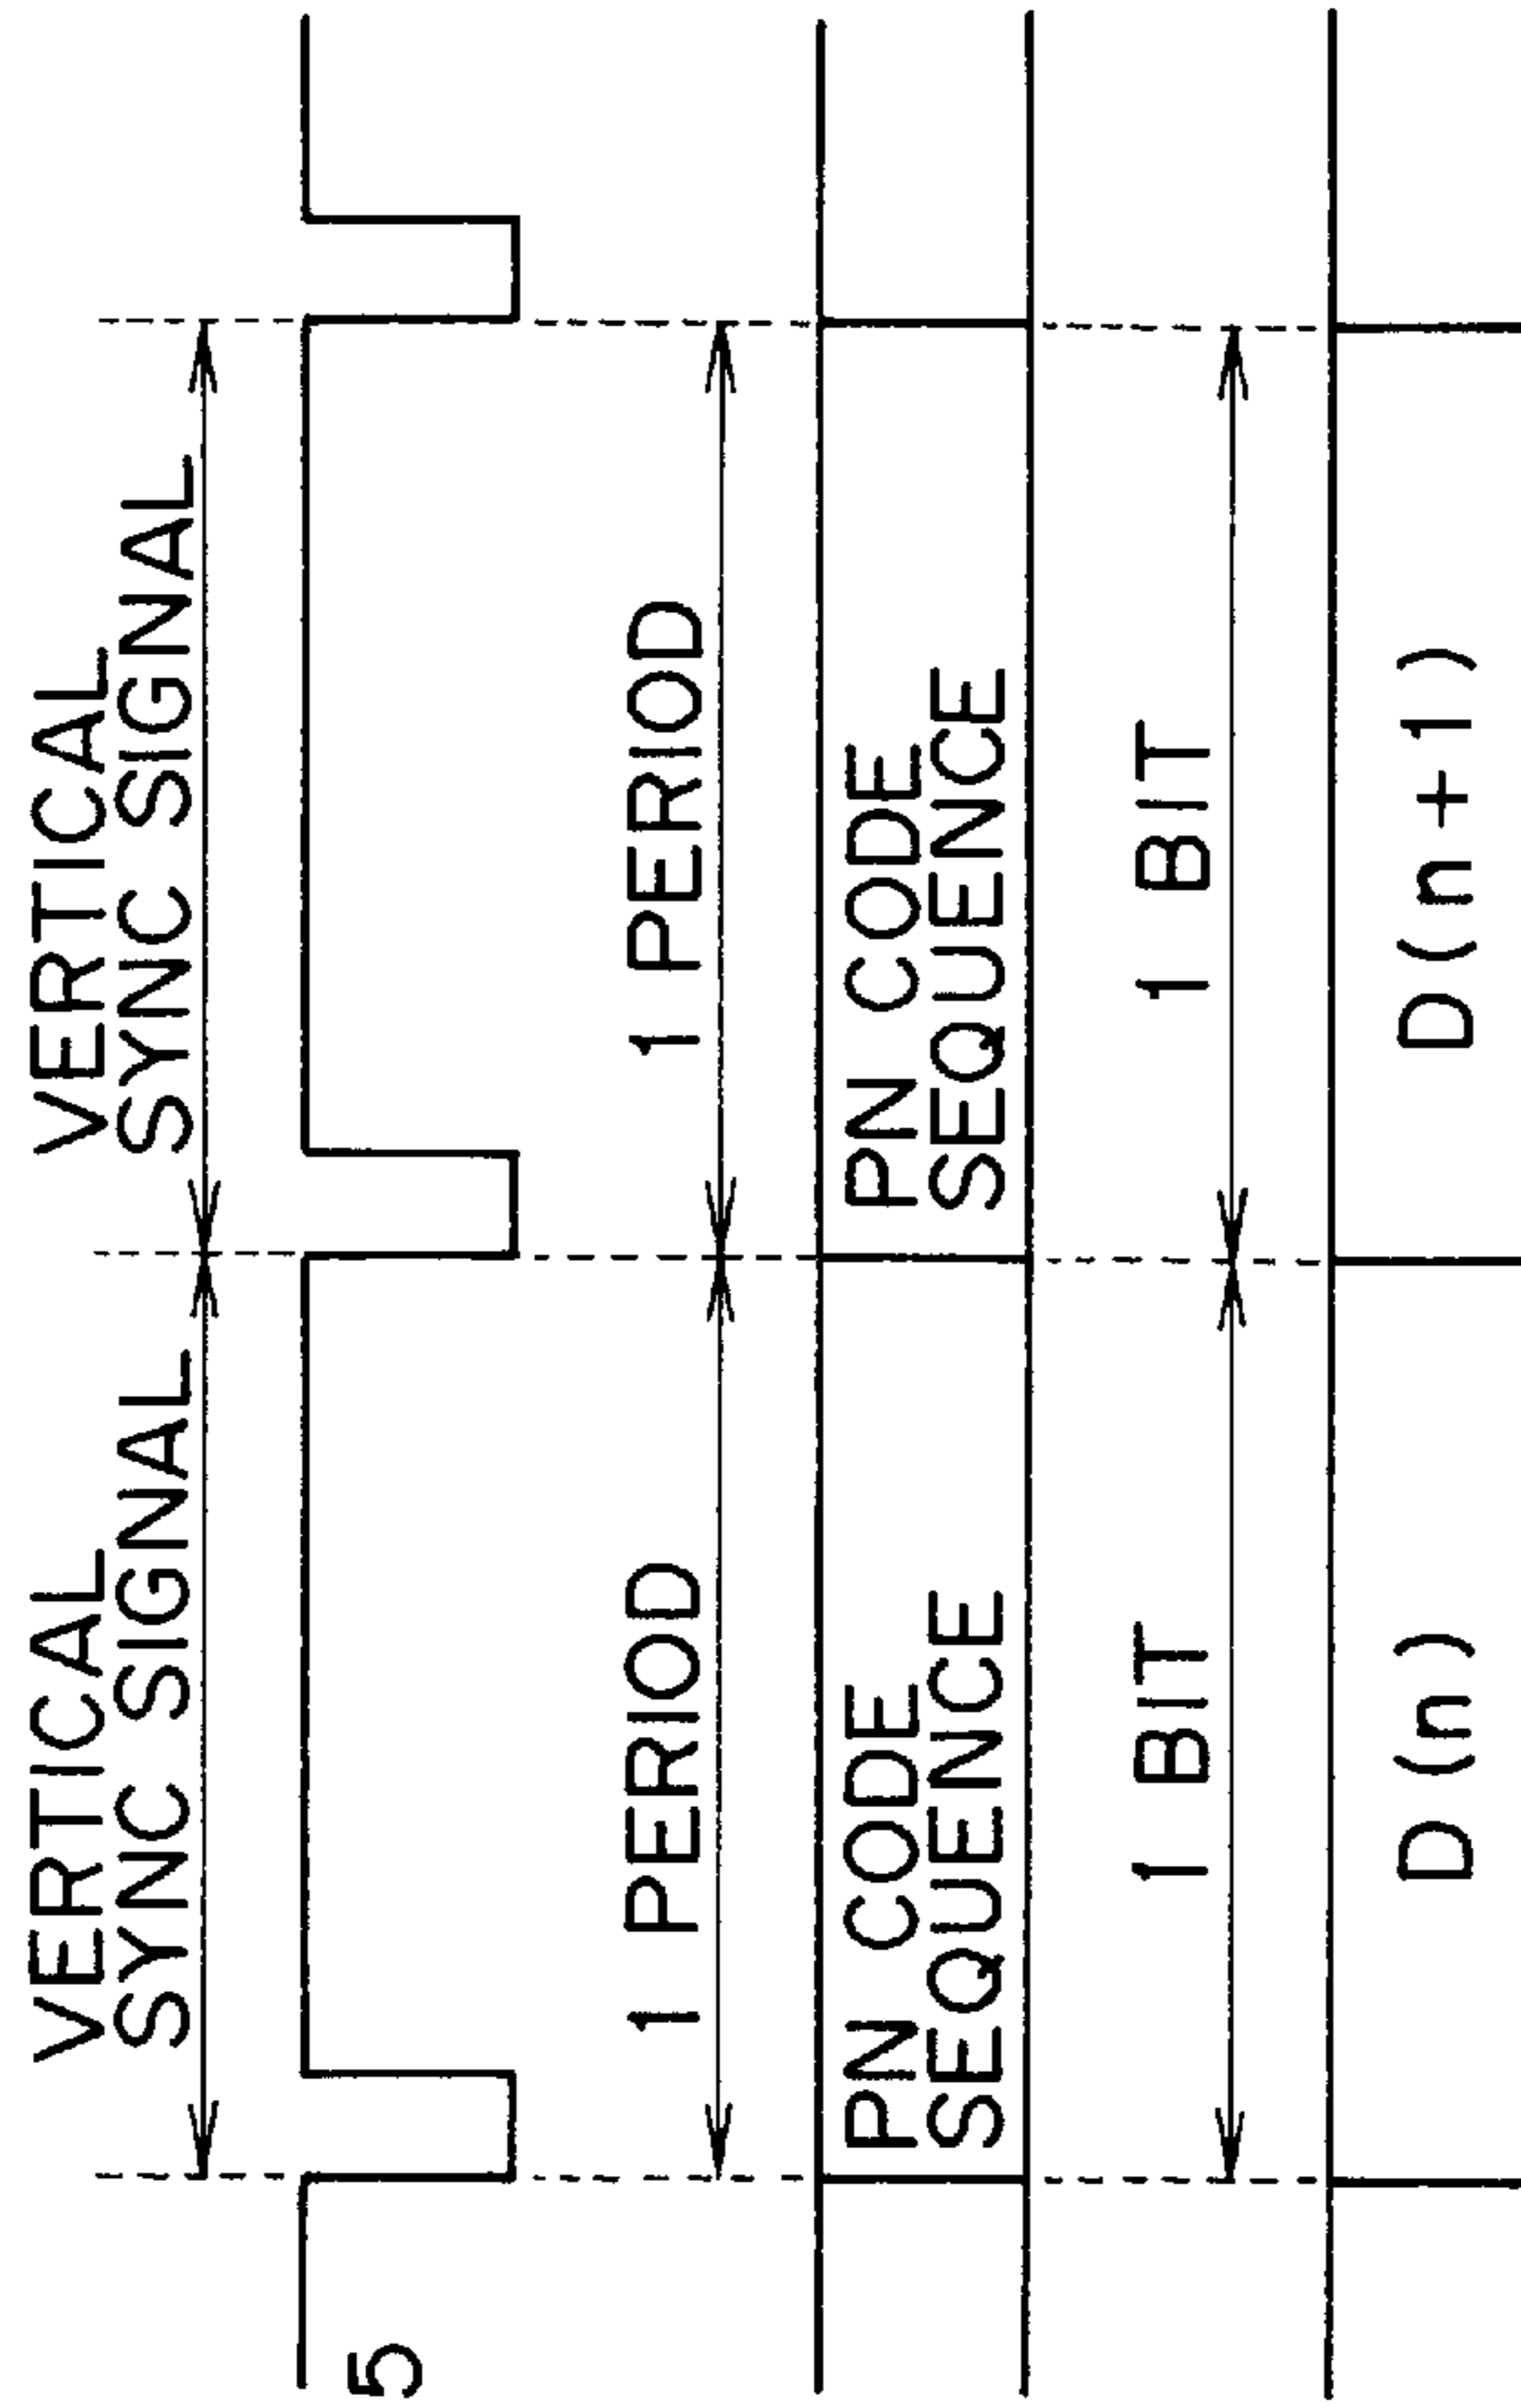 VERTICAL
SYNC SIGNAL
VERTICAL
SYNC SIGNAL
5
1 PERIOD
1 PERIOD
PN CODE
SEQUENCE
PN CODE
SEQUENCE
1 BIT
1 BIT
D(n)
D(n+1)